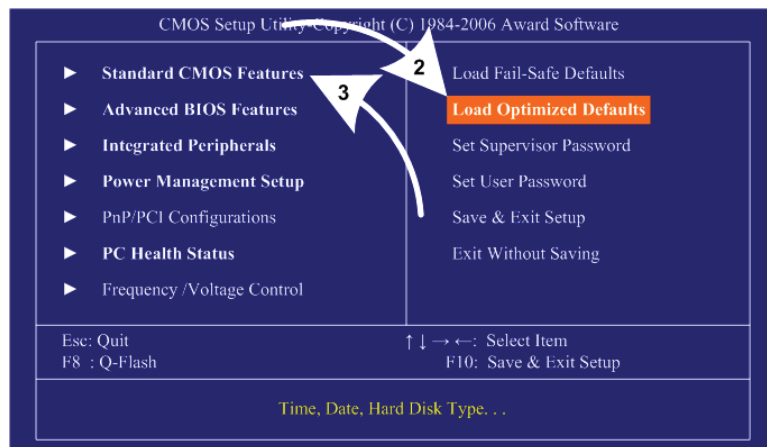 CMOS Setup Utility-Copyright (C) 1984-2006 Award Software
2
3
► Standard CMOS Features
► Advanced BIOS Features
► Integrated Peripherals
► Power Management Setup
► PnP/PCI Configurations
► PC Health Status
► Frequency /Voltage Control
Load Fail-Safe Defaults
Load Optimized Defaults
Set Supervisor Password
Set User Password
Save & Exit Setup
Exit Without Saving
Esc: Quit
F8 : Q-Flash
↑ ↓ → ←: Select Item
F10: Save & Exit Setup
Time, Date, Hard Disk Type. . .